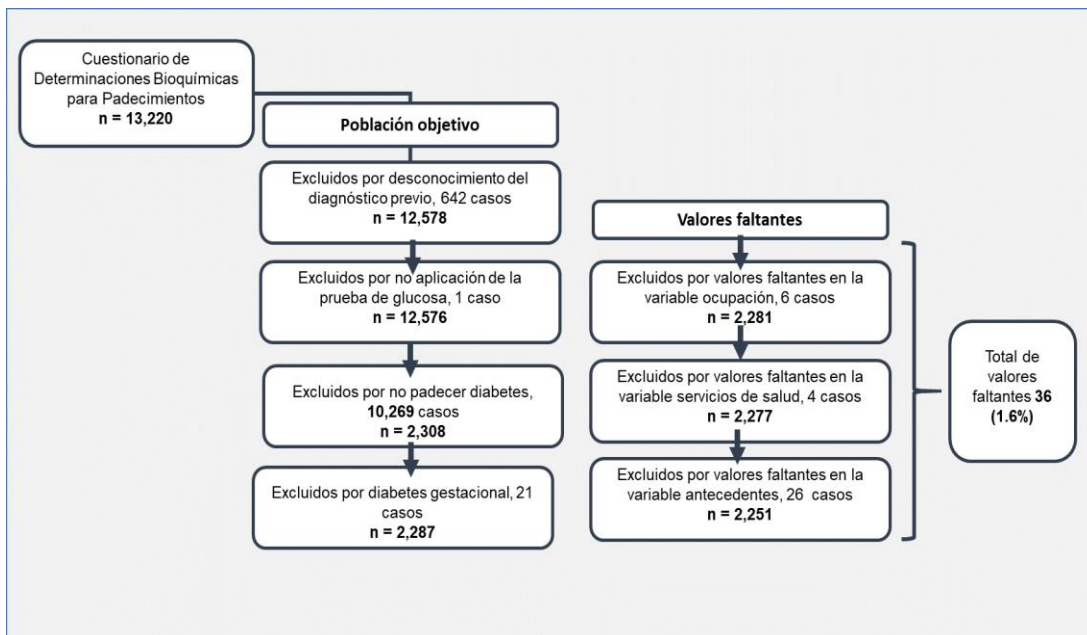 Cuestionario de
Determinaciones Bioquímicas
para Padecimientos
n = 13,220
Población objetivo
Excluidos por desconocimiento del
diagnóstico previo, 642 casos
n = 12,578
Excluidos por no aplicación de la
prueba de glucosa, 1 caso
n = 12,576
Excluidos por no padecer diabetes,
10,269 casos
n = 2,308
Excluidos por diabetes gestacional, 21
casos
n = 2,287
Valores faltantes
Excluidos por valores faltantes en la
variable ocupación, 6 casos
n = 2,281
Excluidos por valores faltantes en la
variable servicios de salud, 4 casos
n = 2,277
Excluidos por valores faltantes en la
variable antecedentes, 26 casos
n = 2,251
Total de
valores
faltantes 36
(1.6%)